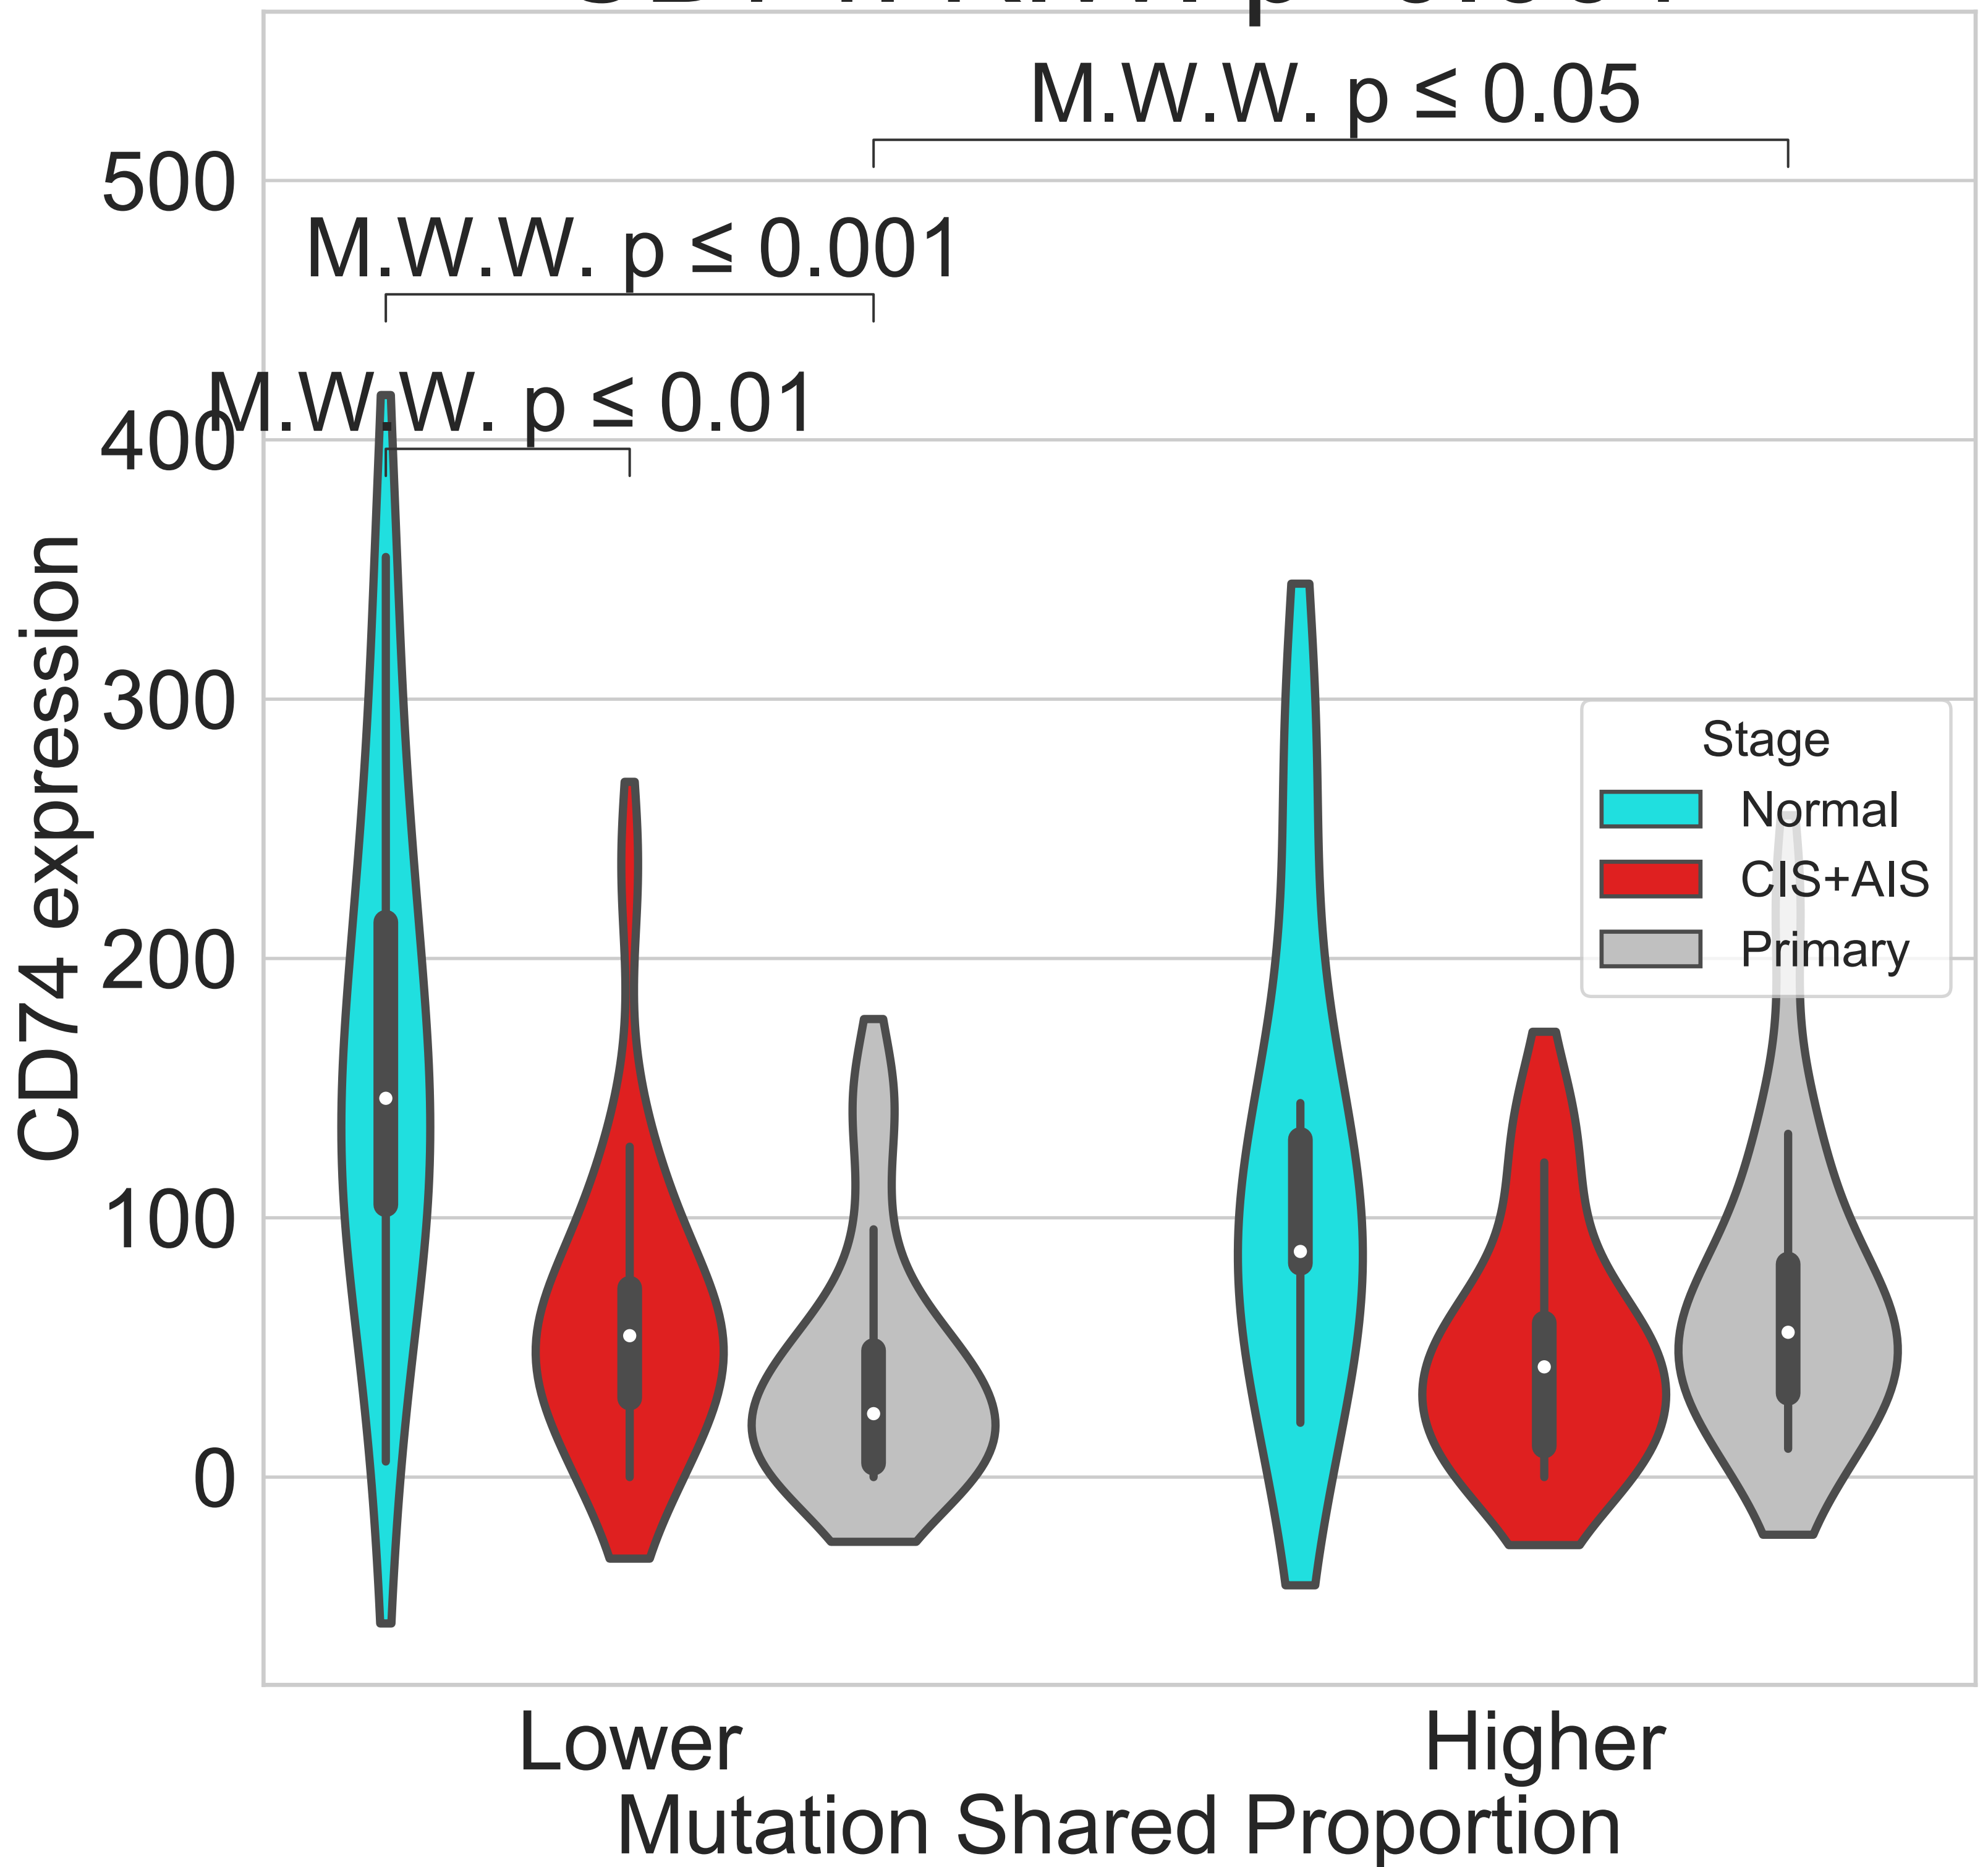 M.W.W. p ≤ 0.05
500
M.W.W. p ≤ 0.001
M.W.W. p ≤ 0.01
400
300
200
100
0
CD74 expression
Stage
Normal
CIS+AIS
Primary
Lower
Higher
Mutation Shared Proportion